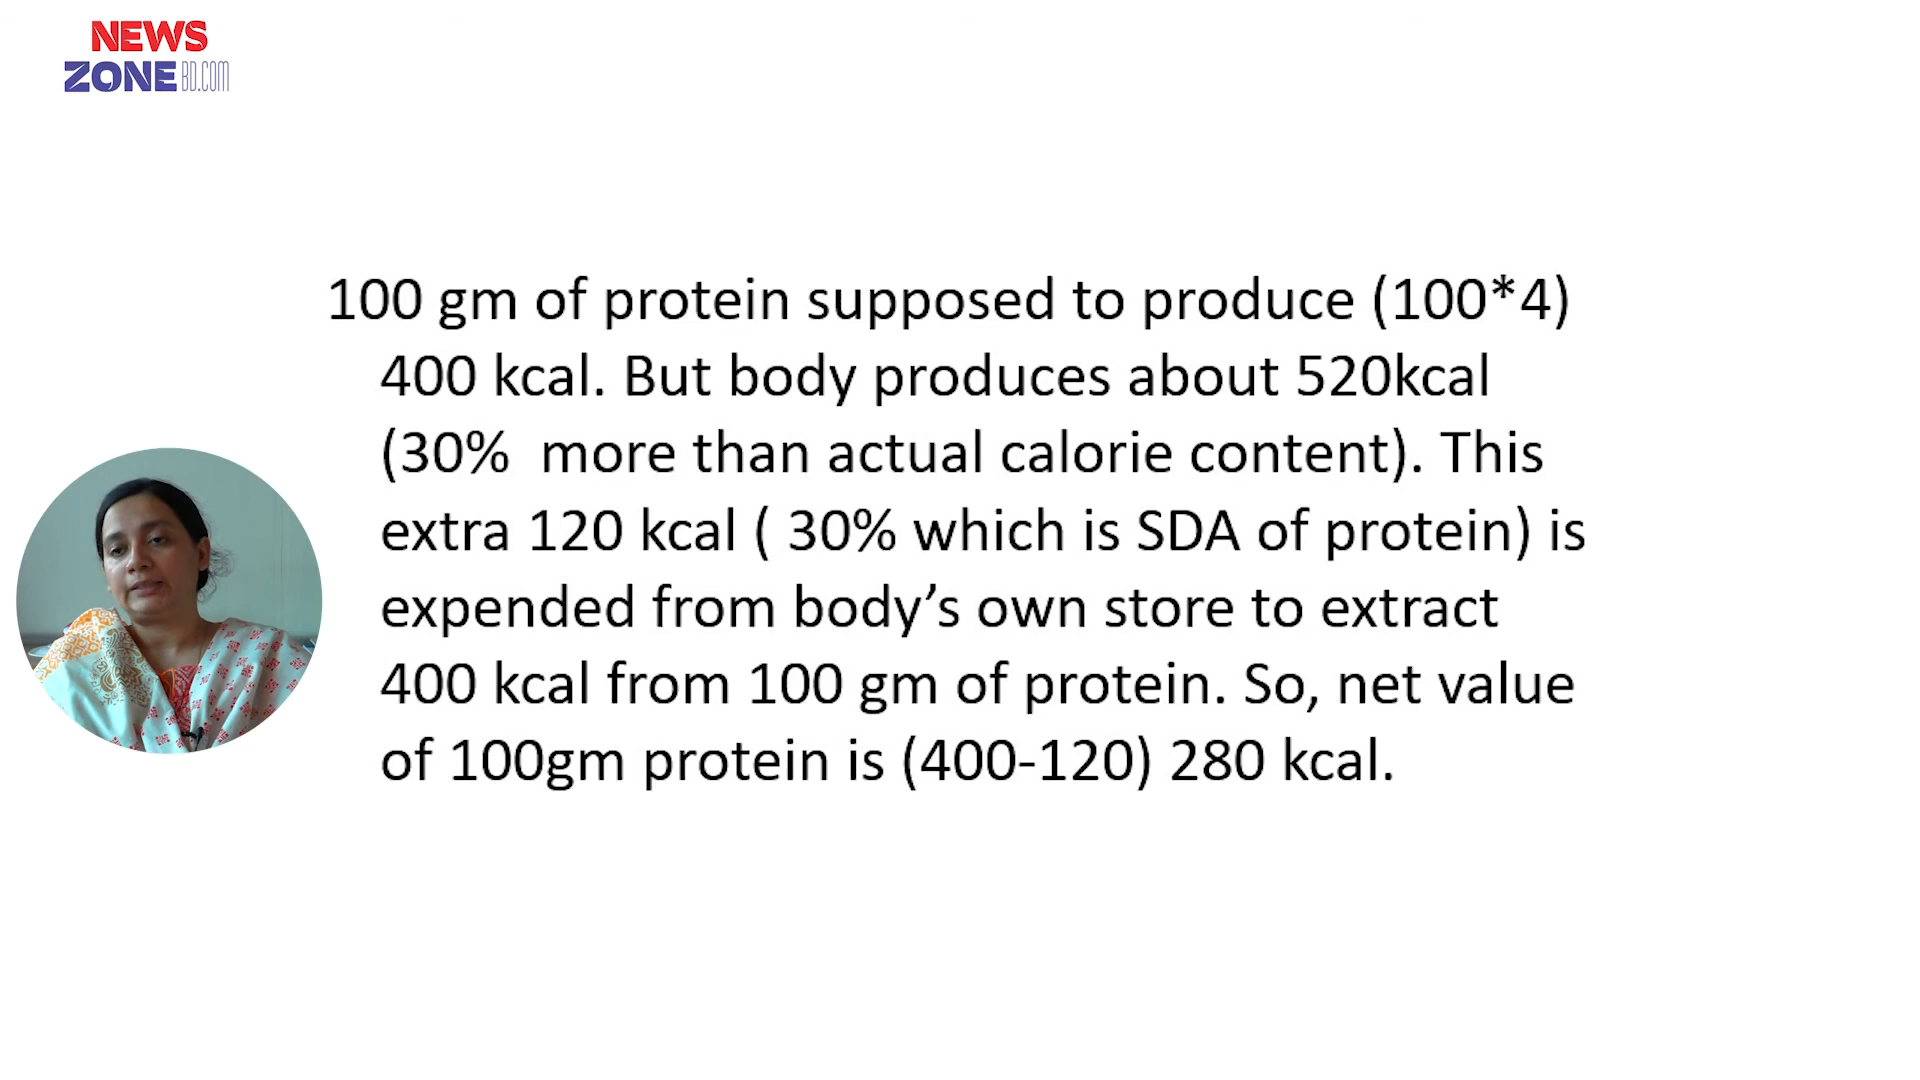 NEWS
ZONE BD.COM
100 gm of protein supposed to produce (100*4)
400 kcal. But body produces about 520kcal
(30%  more than actual calorie content). This
extra 120 kcal ( 30% which is SDA of protein) is
expended from body’s own store to extract
400 kcal from 100 gm of protein. So, net value
of 100gm protein is (400-120) 280 kcal.